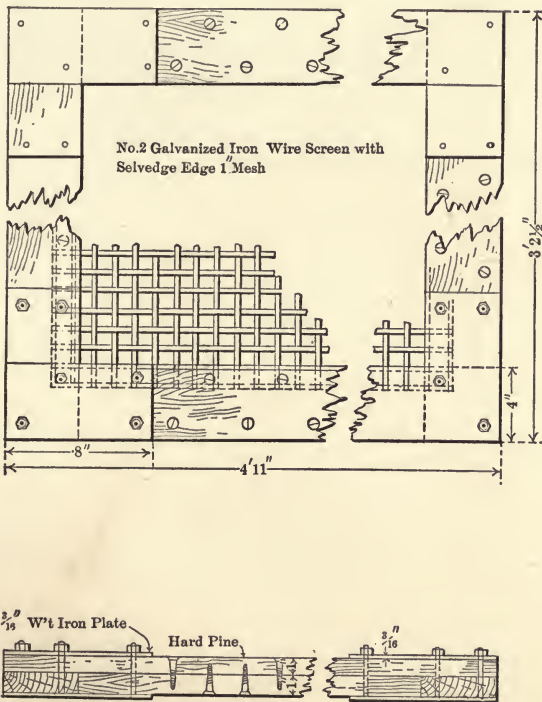 No.2 Galvanized Iron Wire Screen with
Selvedge Edge 1" Mesh
3'2½"
4"
8"
4'11"
3/16" W't Iron Plate
Hard Pine
3/16"